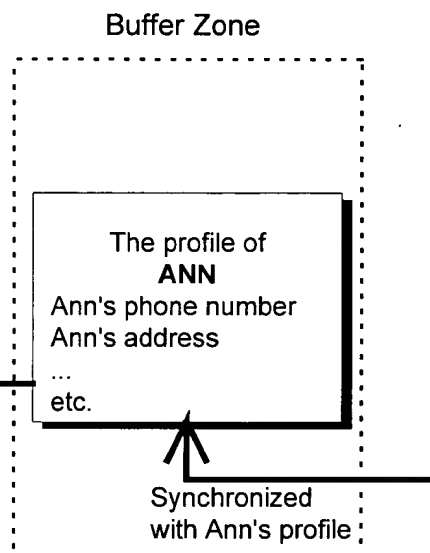 Buffer Zone
The profile of
ANN
Ann's phone number
Ann's address
...
etc.
Synchronized
with Ann's profile